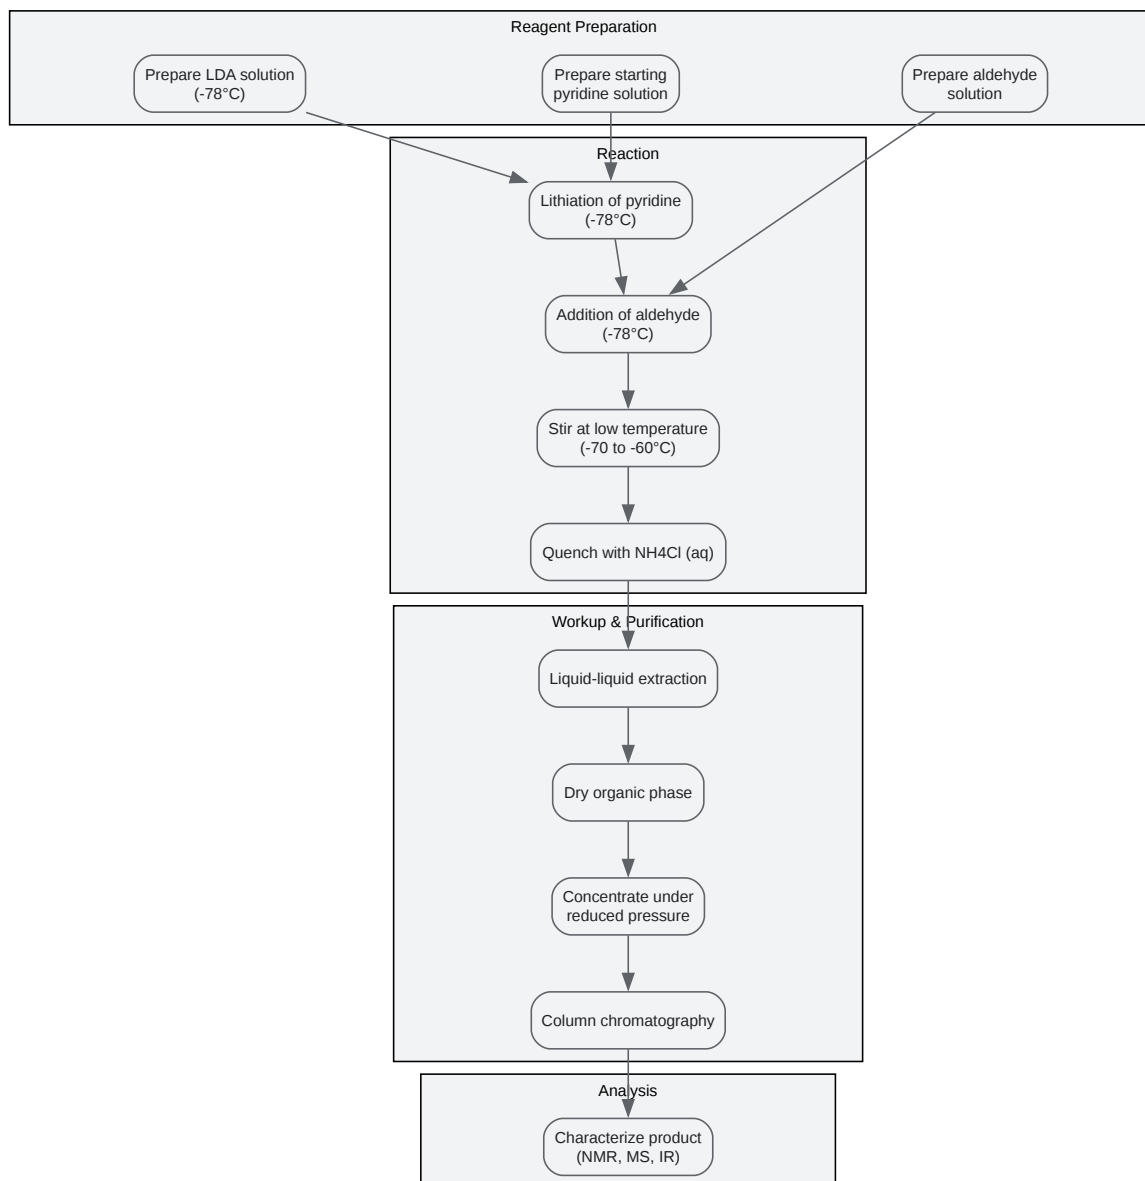 Reagent Preparation
Prepare LDA solution
(-78°C)
Prepare starting
pyridine solution
Prepare aldehyde
solution
Reaction
Lithiation of pyridine
(-78°C)
Addition of aldehyde
(-78°C)
Stir at low temperature
(-70 to -60°C)
Quench with NH4Cl (aq)
Workup & Purification
Liquid-liquid extraction
Dry organic phase
Concentrate under
reduced pressure
Column chromatography
Analysis
Characterize product
(NMR, MS, IR)